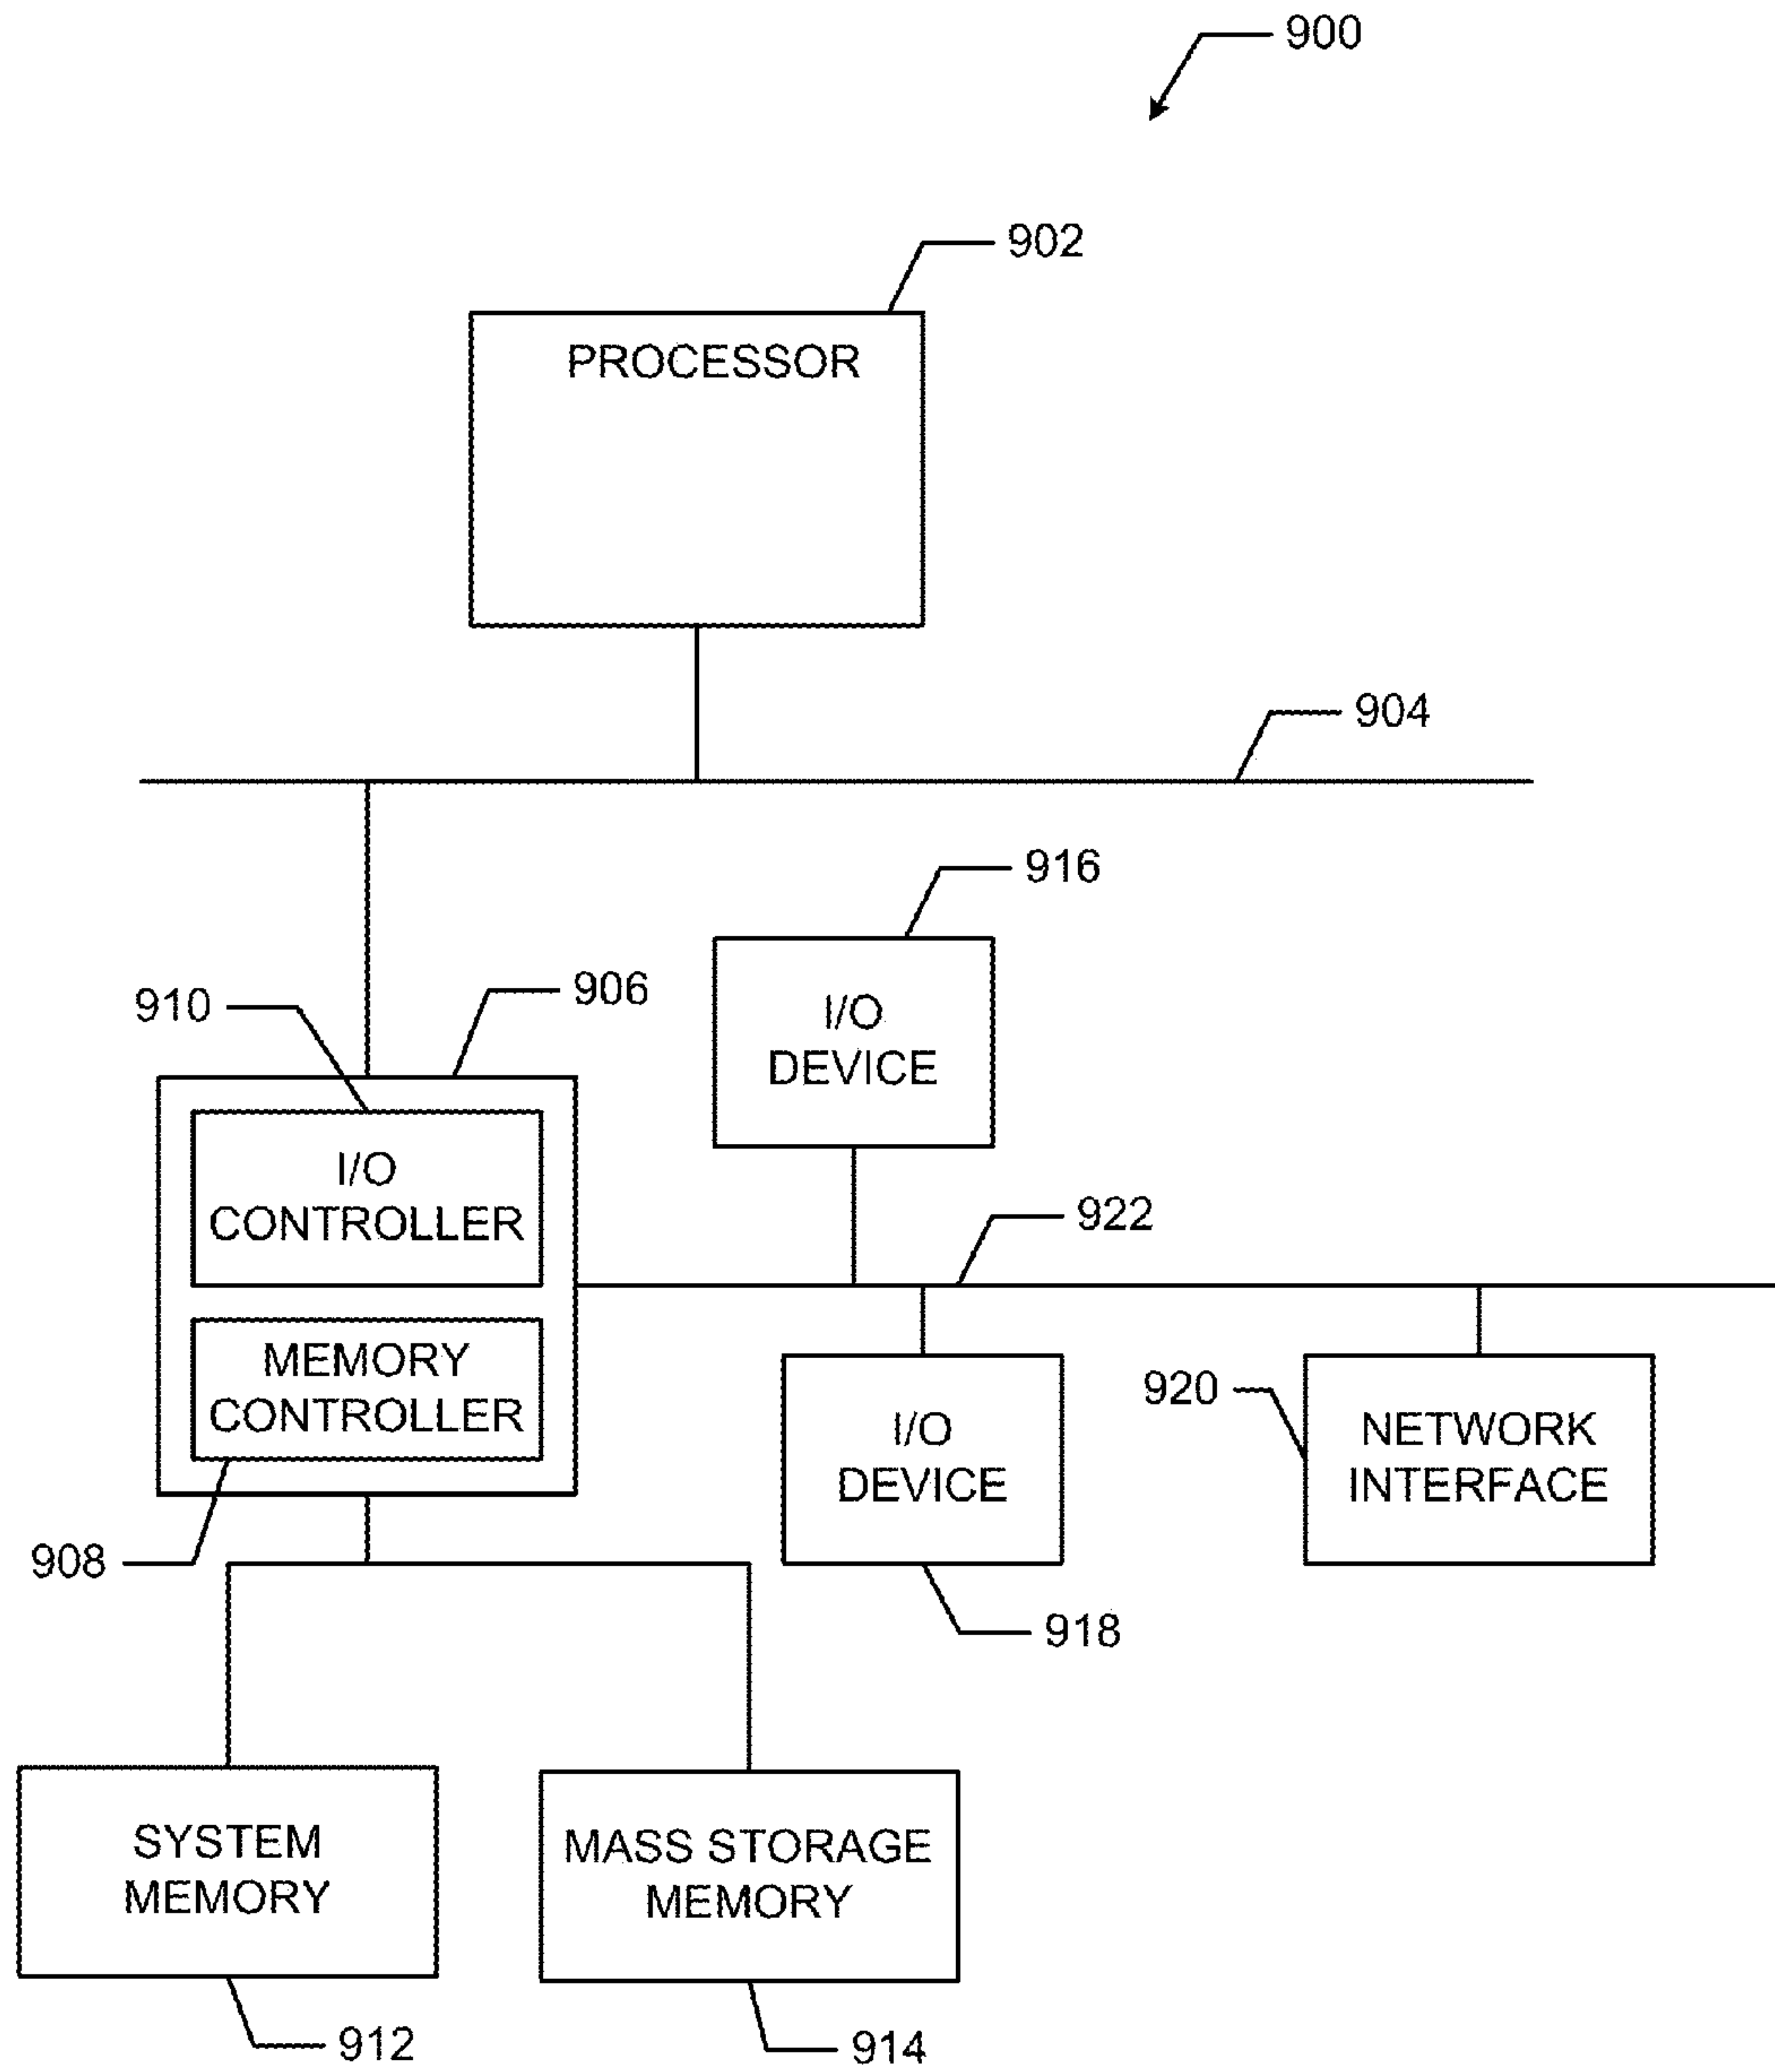 900
902
PROCESSOR
904
916
910
906
I/O
DEVICE
I/O
CONTROLLER
922
MEMORY
CONTROLLER
920
I/O
DEVICE
NETWORK
INTERFACE
908
918
SYSTEM
MEMORY
MASS STORAGE
MEMORY
912
914